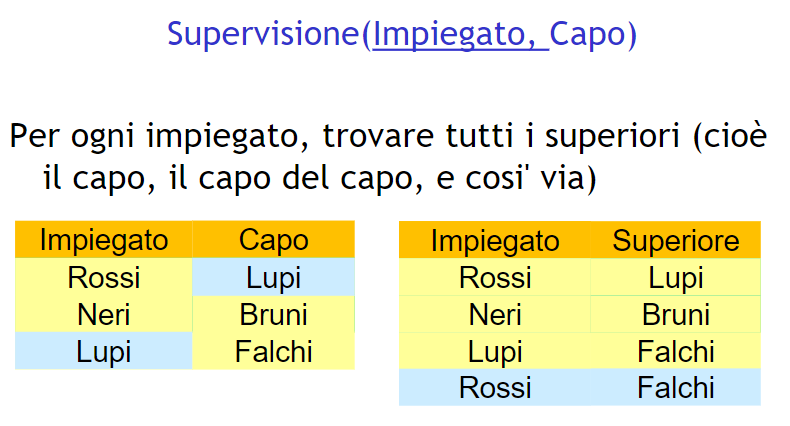 Supervisione(Impiegato, Capo)
Per ogni impiegato, trovare tutti i superiori (cioè
il capo, il capo del capo, e cosi' via)
Impiegato Capo
Rossi Lupi
Neri Bruni
Lupi Falchi
Impiegato Superiore
Rossi Lupi
Neri Bruni
Lupi Falchi
Rossi Falchi